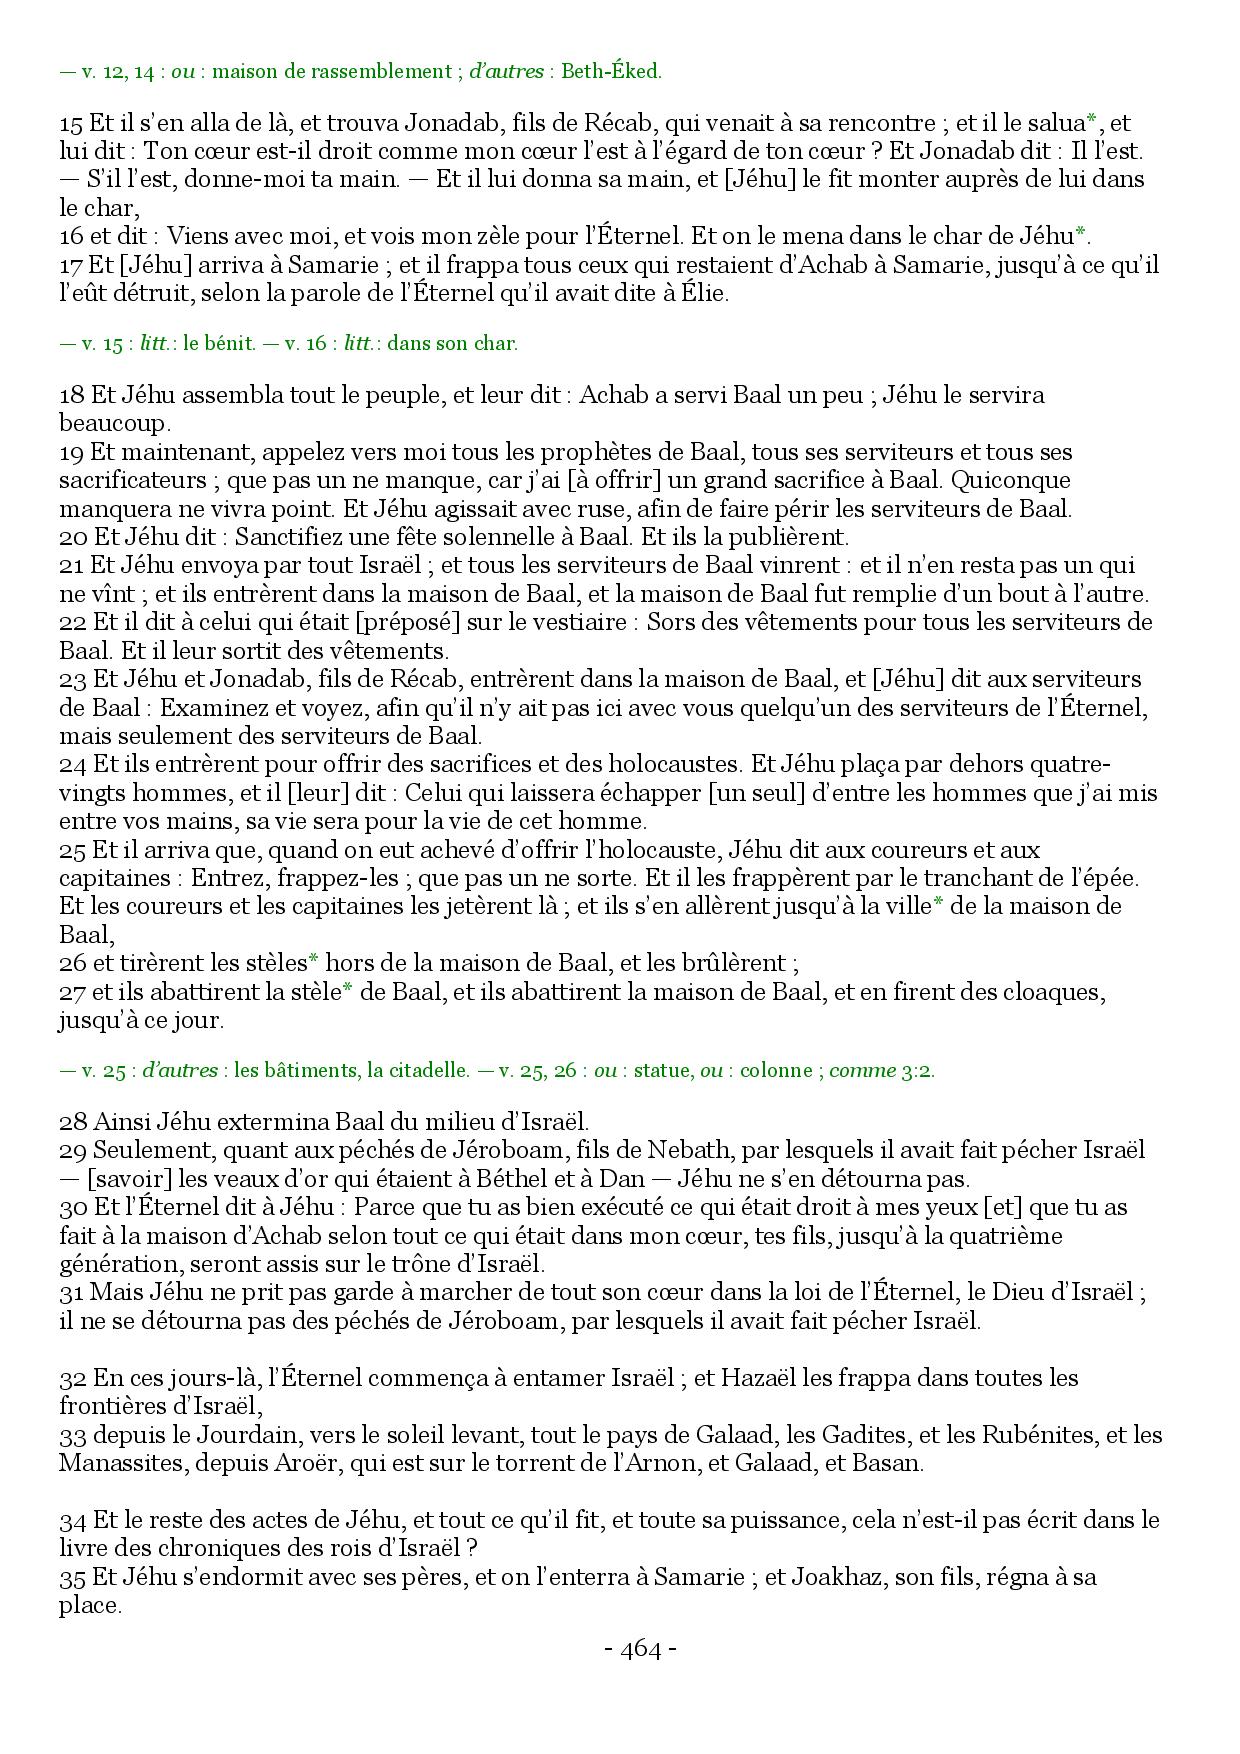 — v. 12, 14 : ou : maison de rassemblement ; d’autres : Beth-Éked.
15 Et il s’en alla de là, et trouva Jonadab, fils de Récab, qui venait à sa rencontre ; et il le salua*, et
lui dit : Ton cœur est-il droit comme mon cœur l’est à l’égard de ton cœur ? Et Jonadab dit : Il l’est.
— S’il l’est, donne-moi ta main. — Et il lui donna sa main, et [Jéhu] le fit monter auprès de lui dans
le char,
16 et dit : Viens avec moi, et vois mon zèle pour l’Éternel. Et on le mena dans le char de Jéhu*.
17 Et [Jéhu] arriva à Samarie ; et il frappa tous ceux qui restaient d’Achab à Samarie, jusqu’à ce qu’il
l’eût détruit, selon la parole de l’Éternel qu’il avait dite à Élie.
— v. 15 : litt.: le bénit. — v. 16 : litt.: dans son char.
18 Et Jéhu assembla tout le peuple, et leur dit : Achab a servi Baal un peu ; Jéhu le servira
beaucoup.
19 Et maintenant, appelez vers moi tous les prophètes de Baal, tous ses serviteurs et tous ses
sacrificateurs ; que pas un ne manque, car j’ai [à offrir] un grand sacrifice à Baal. Quiconque
manquera ne vivra point. Et Jéhu agissait avec ruse, afin de faire périr les serviteurs de Baal.
20 Et Jéhu dit : Sanctifiez une fête solennelle à Baal. Et ils la publièrent.
21 Et Jéhu envoya par tout Israël ; et tous les serviteurs de Baal vinrent : et il n’en resta pas un qui
ne vînt ; et ils entrèrent dans la maison de Baal, et la maison de Baal fut remplie d’un bout à l’autre.
22 Et il dit à celui qui était [préposé] sur le vestiaire : Sors des vêtements pour tous les serviteurs de
Baal. Et il leur sortit des vêtements.
23 Et Jéhu et Jonadab, fils de Récab, entrèrent dans la maison de Baal, et [Jéhu] dit aux serviteurs
de Baal : Examinez et voyez, afin qu’il n’y ait pas ici avec vous quelqu’un des serviteurs de l’Éternel,
mais seulement des serviteurs de Baal.
24 Et ils entrèrent pour offrir des sacrifices et des holocaustes. Et Jéhu plaça par dehors quatre-
vingts hommes, et il [leur] dit : Celui qui laissera échapper [un seul] d’entre les hommes que j’ai mis
entre vos mains, sa vie sera pour la vie de cet homme.
25 Et il arriva que, quand on eut achevé d’offrir l’holocauste, Jéhu dit aux coureurs et aux
capitaines : Entrez, frappez-les ; que pas un ne sorte. Et il les frappèrent par le tranchant de l’épée.
Et les coureurs et les capitaines les jetèrent là ; et ils s’en allèrent jusqu’à la ville* de la maison de
Baal,
26 et tirèrent les stèles* hors de la maison de Baal, et les brûlèrent ;
27 et ils abattirent la stèle* de Baal, et ils abattirent la maison de Baal, et en firent des cloaques,
jusqu’à ce jour.
— v. 25 : d’autres : les bâtiments, la citadelle. — v. 25, 26 : ou : statue, ou : colonne ; comme 3:2.
28 Ainsi Jéhu extermina Baal du milieu d’Israël.
29 Seulement, quant aux péchés de Jéroboam, fils de Nebath, par lesquels il avait fait pécher Israël
— [savoir] les veaux d’or qui étaient à Béthel et à Dan — Jéhu ne s’en détourna pas.
30 Et l’Éternel dit à Jéhu : Parce que tu as bien exécuté ce qui était droit à mes yeux [et] que tu as
fait à la maison d’Achab selon tout ce qui était dans mon cœur, tes fils, jusqu’à la quatrième
génération, seront assis sur le trône d’Israël.
31 Mais Jéhu ne prit pas garde à marcher de tout son cœur dans la loi de l’Éternel, le Dieu d’Israël ;
il ne se détourna pas des péchés de Jéroboam, par lesquels il avait fait pécher Israël.
32 En ces jours-là, l’Éternel commença à entamer Israël ; et Hazaël les frappa dans toutes les
frontières d’Israël,
33 depuis le Jourdain, vers le soleil levant, tout le pays de Galaad, les Gadites, et les Rubénites, et les
Manassites, depuis Aroër, qui est sur le torrent de l’Arnon, et Galaad, et Basan.
34 Et le reste des actes de Jéhu, et tout ce qu’il fit, et toute sa puissance, cela n’est-il pas écrit dans le
livre des chroniques des rois d’Israël ?
35 Et Jéhu s’endormit avec ses pères, et on l’enterra à Samarie ; et Joakhaz, son fils, régna à sa
place.
- 464 -